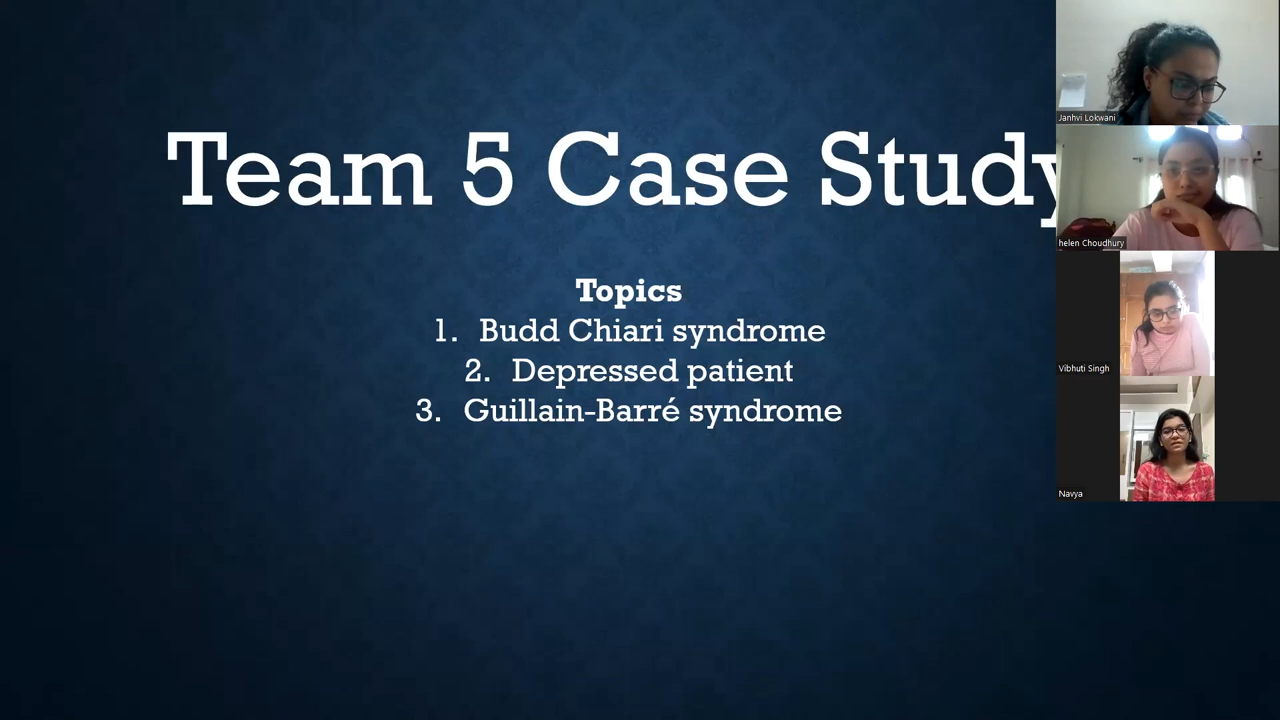 Team 5 Case Study
Topics
1. Budd Chiari syndrome
2. Depressed patient
3. Guillain-Barré syndrome
Janhvi Lokwani
helen Choudhury
Vibhuti Singh
Navya